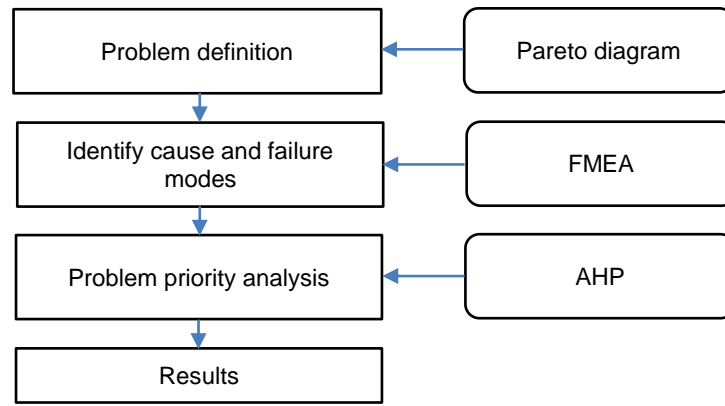 Problem definition
Pareto diagram
Identify cause and failure
modes
FMEA
Problem priority analysis
AHP
Results